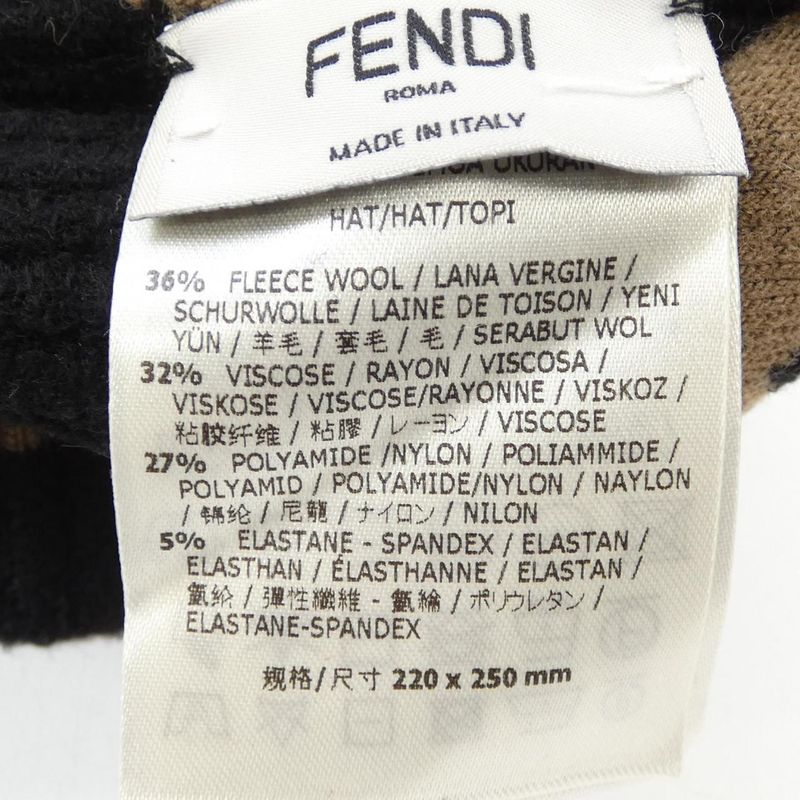 FENDI
ROMA
MADE IN ITALY
UKURAN
HAT/HAT/TOPI
36% FLEECE WOOL / LANA VERGINE /
SCHURWOLLE / LAINE DE TOISON / YENI
YÜN / 羊毛 / 套毛 / 毛 / SERABUT WOL
32% VISCOSE / RAYON / VISCOSA /
VISKOSE / VISCOSE/RAYONNE / VISKOZ /
粘胶纤维 / 粘膠 / レーヨン / VISCOSE
27% POLYAMIDE /NYLON / POLIAMMIDE /
POLYAMID / POLYAMIDE/NYLON / NAYLON
/ 锦纶 / 尼龍 / ナイロン / NILON
5% ELASTANE - SPANDEX / ELASTAN /
ELASTHAN / ÉLASTHANNE / ELASTAN /
氨纶 / 彈性纖維 - 氨綸 / ポリウレタン /
ELASTANE-SPANDEX
规格/尺寸 220 x 250 mm